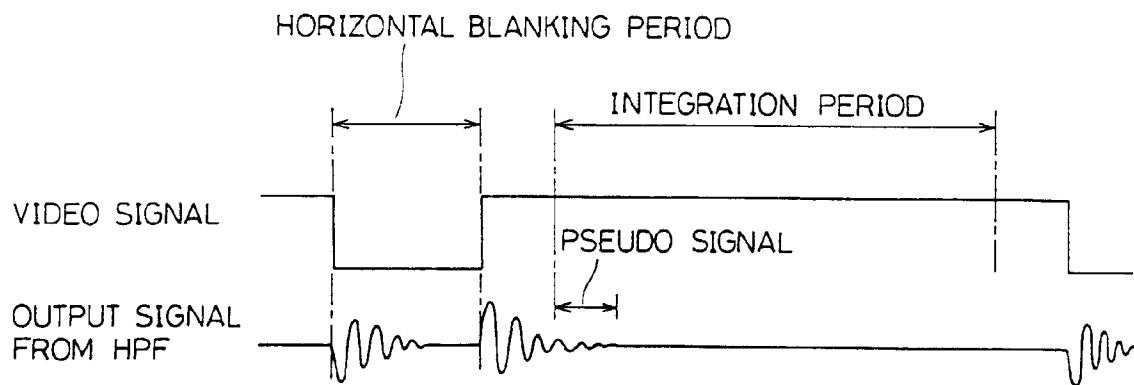 HORIZONTAL BLANKING PERIOD
INTEGRATION PERIOD
VIDEO SIGNAL
PSEUDO SIGNAL
OUTPUT SIGNAL
FROM HPF